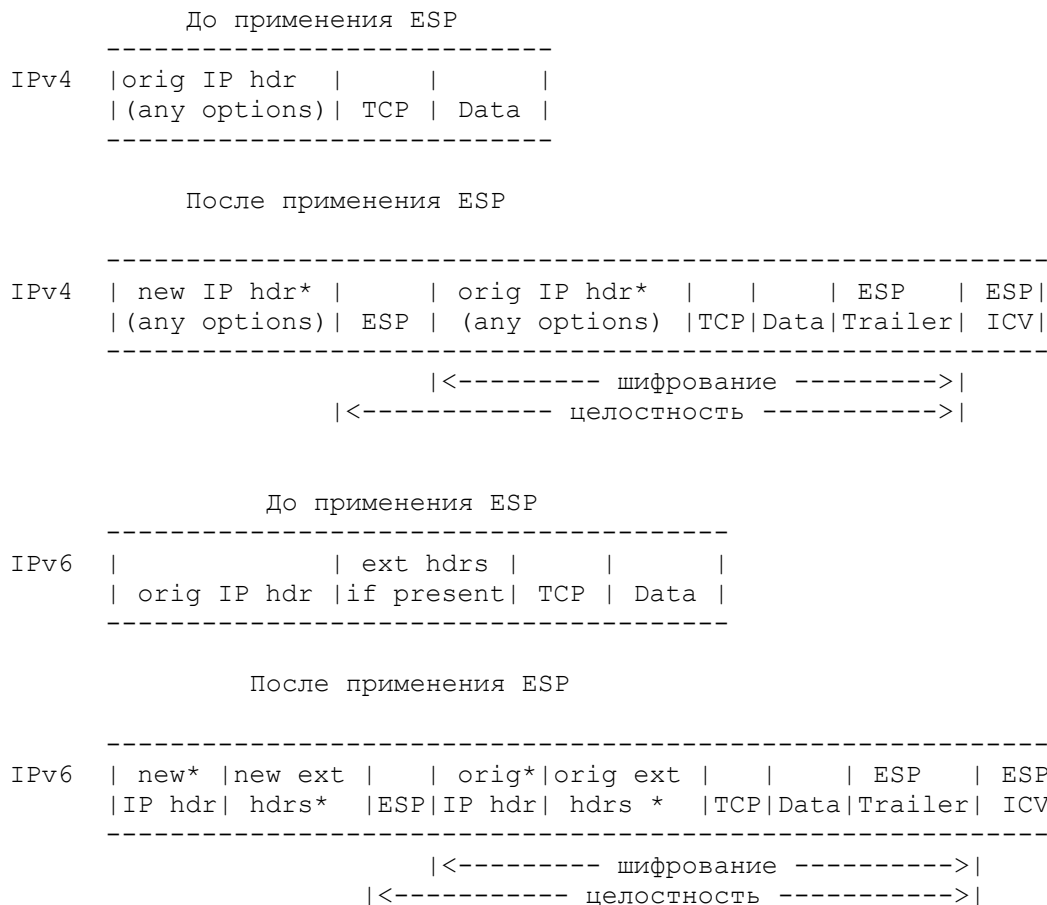 До применения ESP
----------------------------
IPv4  |orig IP hdr  |     |      |
      |(any options)| TCP | Data |
----------------------------
После применения ESP
-----------------------------------------------------------
IPv4  | new IP hdr* |     | orig IP hdr*  |   |    | ESP   | ESP|
      |(any options)| ESP | (any options) |TCP|Data|Trailer| ICV|
-----------------------------------------------------------
|<--------- шифрование --------->|
|<------------ целостность ----------->|
До применения ESP
---------------------------------------
IPv6  |             | ext hdrs |     |      |
      | orig IP hdr |if present| TCP | Data |
---------------------------------------
После применения ESP
-----------------------------------------------------------
IPv6  | new* |new ext |   | orig*|orig ext |   |    | ESP   | ESP
      |IP hdr| hdrs*  |ESP|IP hdr| hdrs *  |TCP|Data|Trailer| ICV
-----------------------------------------------------------
|<--------- шифрование ---------->|
|<----------- целостность ----------->|